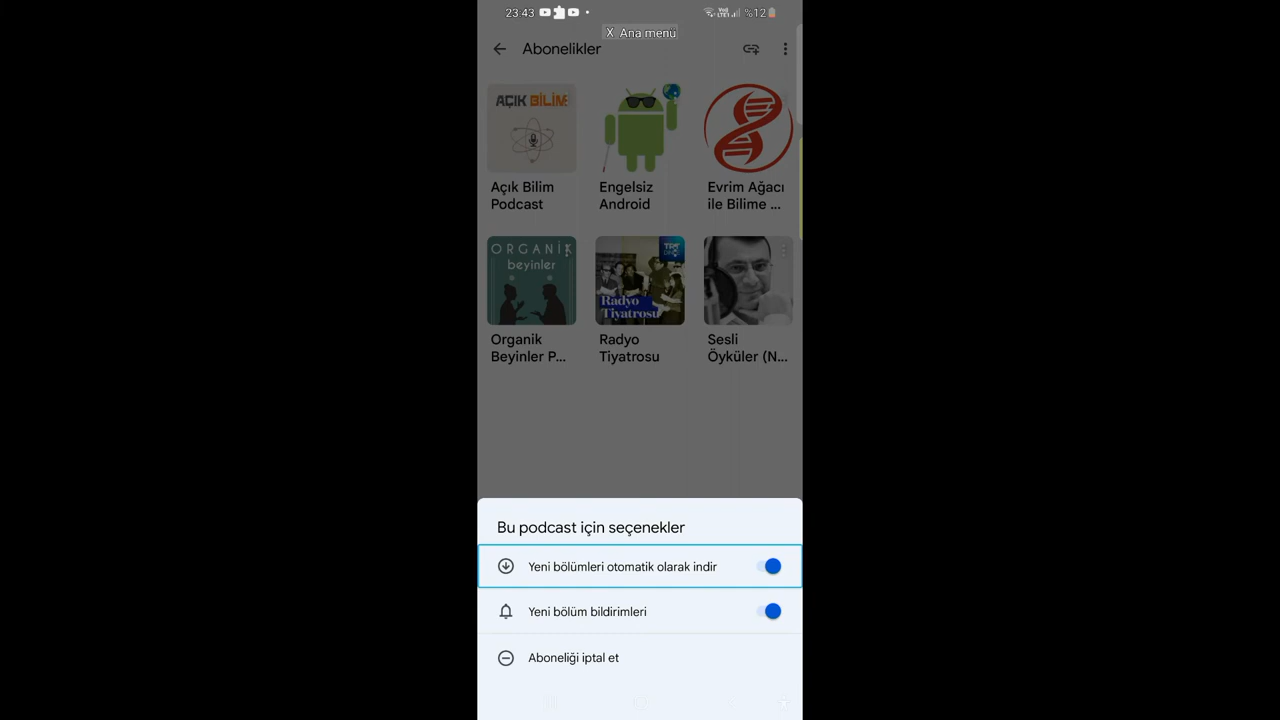 23:43
%12
X Ana menü
Abonelikler
AÇIK BİLİM
Açık Bilim
Podcast
Engelsiz
Android
Evrim Ağacı
ile Bilime ...
ORGANİK
beyinler
Radyo
Tiyatrosu
Organik
Beyinler P...
Radyo
Tiyatrosu
Sesli
Öyküler (N...
Bu podcast için seçenekler
Yeni bölümleri otomatik olarak indir
Yeni bölüm bildirimleri
Aboneliği iptal et